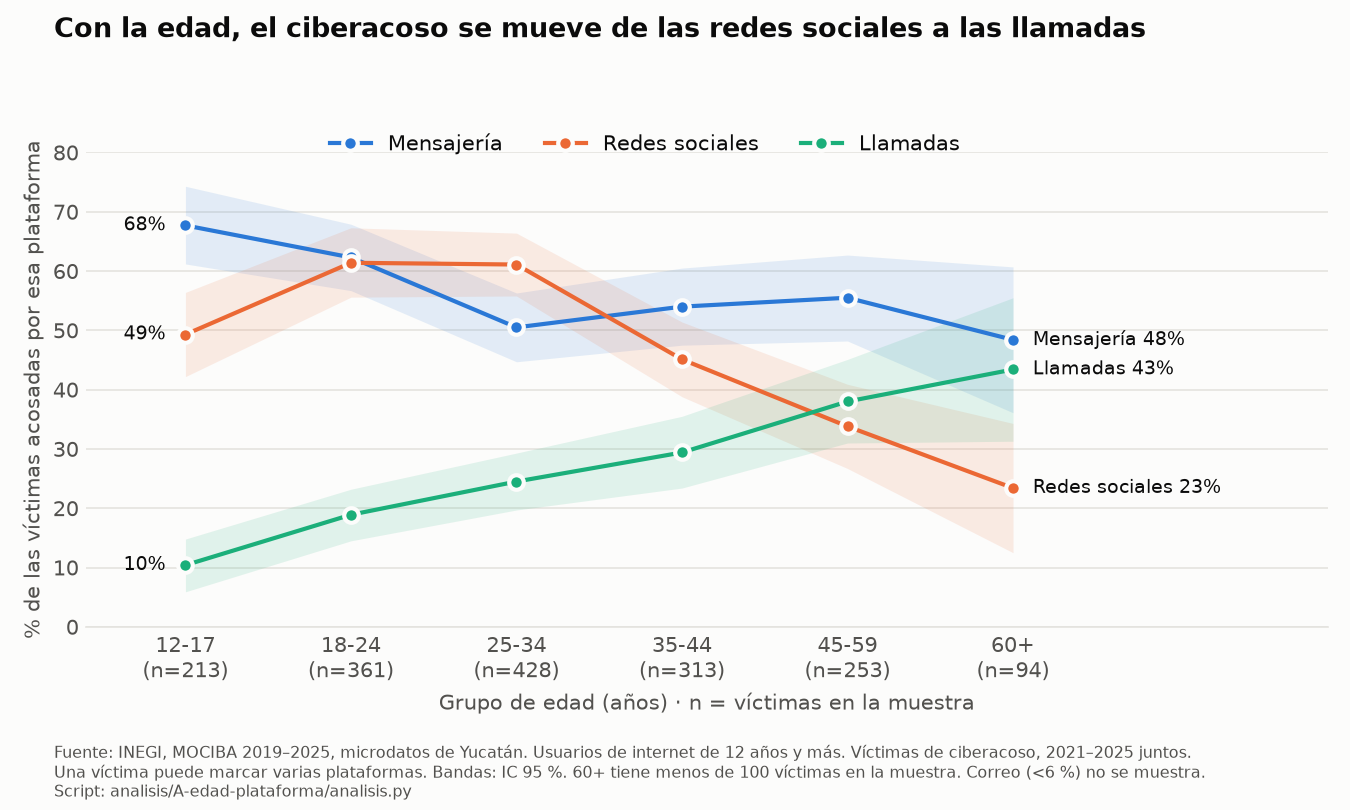 Con la edad, el ciberacoso se mueve de las redes sociales a las llamadas
Mensajería
Redes sociales
Llamadas
% de las víctimas acosadas por esa plataforma
80
70
60
50
40
30
20
10
0
68%
49%
10%
Mensajería 48%
Llamadas 43%
Redes sociales 23%
12-17
(n=213)
18-24
(n=361)
25-34
(n=428)
35-44
(n=313)
45-59
(n=253)
60+
(n=94)
Grupo de edad (años) · n = víctimas en la muestra
Fuente: INEGI, MOCIBA 2019–2025, microdatos de Yucatán. Usuarios de internet de 12 años y más. Víctimas de ciberacoso, 2021–2025 juntos.
Una víctima puede marcar varias plataformas. Bandas: IC 95 %. 60+ tiene menos de 100 víctimas en la muestra. Correo (<6 %) no se muestra.
Script: analisis/A-edad-plataforma/analisis.py